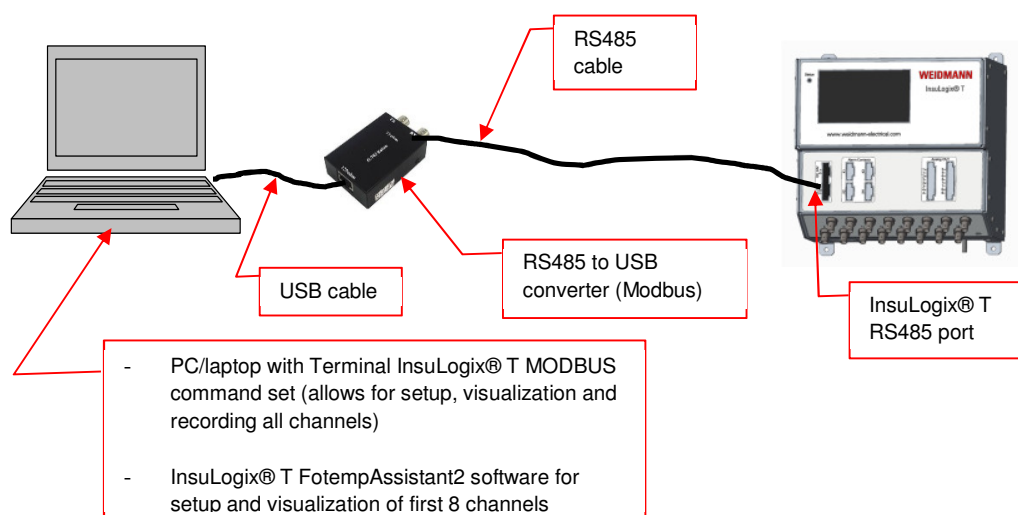 RS485
cable
WEIDMANN
InsuLogix® T
www.weidmann-electrical.com
USB cable
RS485 to USB
converter (Modbus)
InsuLogix® T
RS485 port
- PC/laptop with Terminal InsuLogix® T MODBUS
command set (allows for setup, visualization and
recording all channels)
- InsuLogix® T FotempAssistant2 software for
setup and visualization of first 8 channels